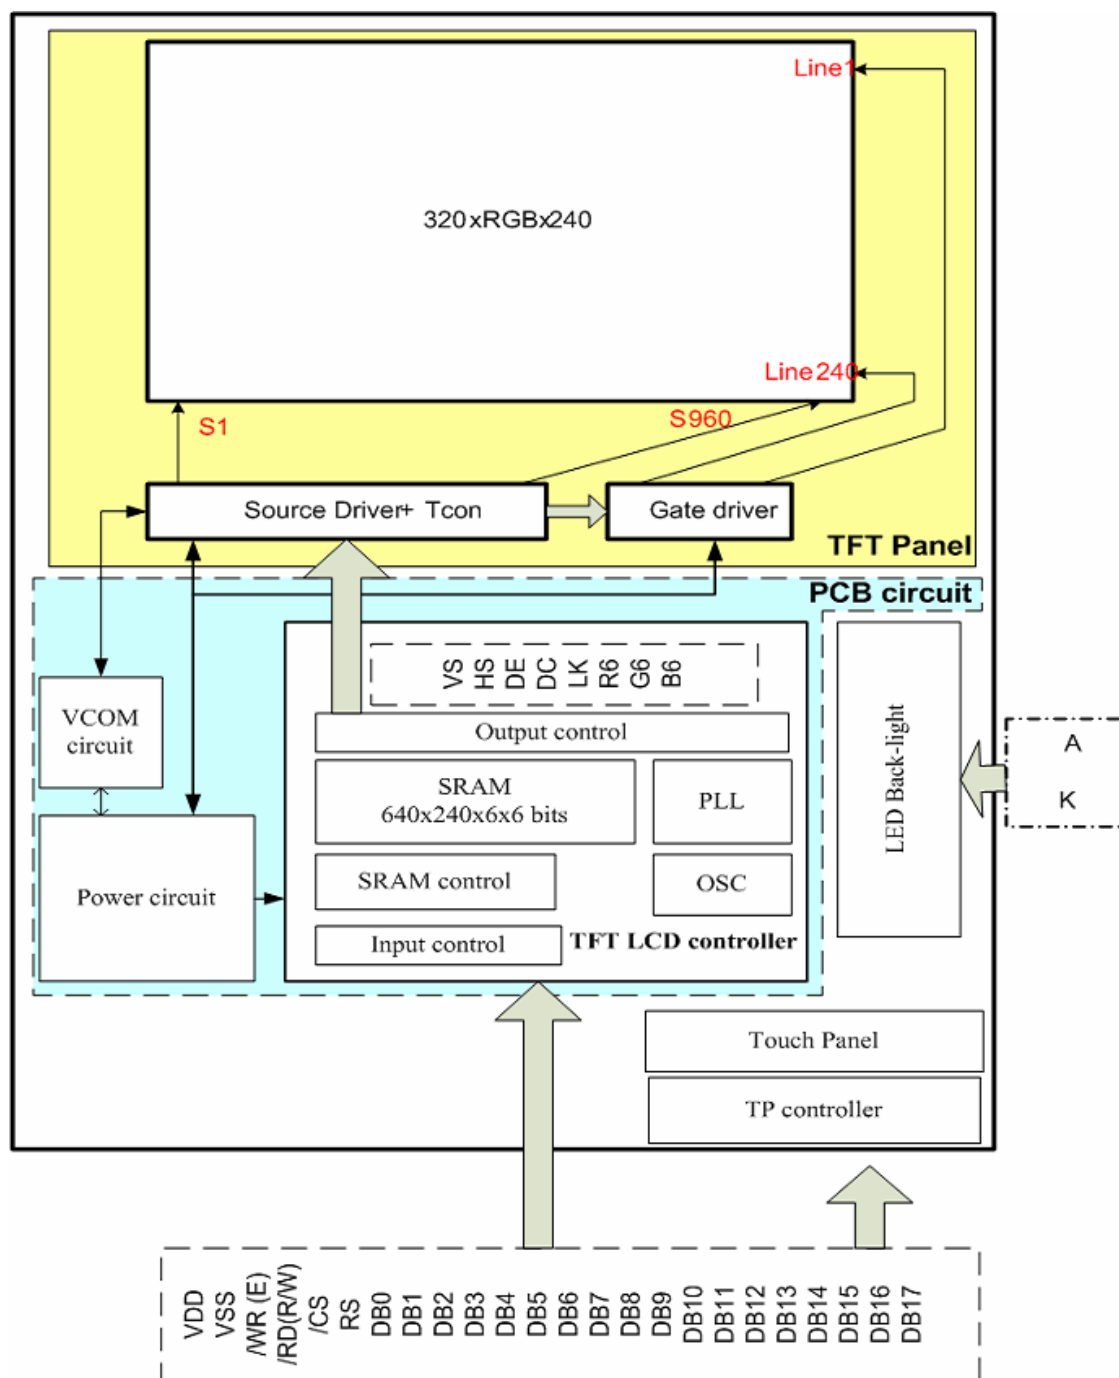 Line1
320xRGBx240
Line240
S1
S960
Source Driver+ Tcon
Gate driver
TFT Panel
PCB circuit
VS
HS
DE
DC
LK
R6
G6
B6
VCOM
circuit
Output control
SRAM
640x240x6x6 bits
PLL
SRAM control
OSC
Input control
TFT LCD controller
Power circuit
LED Back-light
A
K
Touch Panel
TP controller
VDD
VSS
/WR (E)
/RD(R/W)
/CS
RS
DB0
DB1
DB2
DB3
DB4
DB5
DB6
DB7
DB8
DB9
DB10
DB11
DB12
DB13
DB14
DB15
DB16
DB17